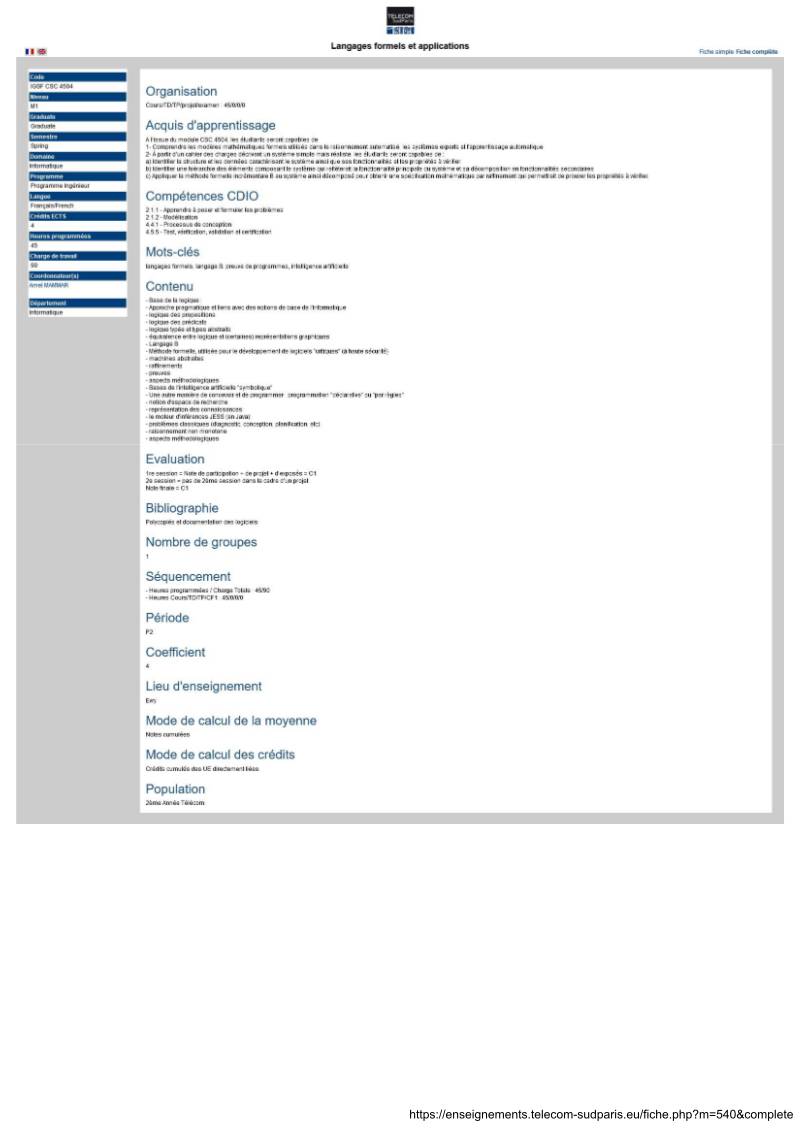 TELECOM
SudParis
Langages formels et applications
Fiche simple Fiche complète
Code
IGSF CSC 4504
Niveau
M1
Graduate
Graduate
Semestre
Spring
Domaine
Informatique
Programme
Programme Ingénieur
Langue
Français/French
Crédits ECTS
4
Heures programmées
45
Charge de travail
90
Coordonnateur(s)
Amel MAMMAR
Département
Informatique
Organisation
Cours/TD/TP/projet/examen : 45/0/0/0
Acquis d'apprentissage
A l'issue du module CSC 4504, les étudiants seront capables de
1- Comprendre les modèles mathématiques formels utilisés dans le raisonnement automatisé, les systèmes experts et l'apprentissage automatique
2- À partir d'un cahier des charges décrivant un système simple mais réaliste, les étudiants seront capables de :
a) Identifier la structure et les données caractérisant le système ainsi que ses fonctionnalités et les propriétés à vérifier
b) Identifier une hiérarchie des éléments composant le système qui reflèteront la fonctionnalité principale du système et sa décomposition en fonctionnalités secondaires
c) Appliquer la méthode formelle incrémentale B au système ainsi décomposé pour obtenir une spécification mathématique par raffinement qui permettrait de prouver les propriétés à vérifier.
Compétences CDIO
2.1.1 - Apprendre à poser et formuler les problèmes
2.1.2 - Modélisation
4.4.1 - Processus de conception
4.5.5 - Test, vérification, validation et certification
Mots-clés
langages formels, langage B, preuve de programmes, intelligence artificielle
Contenu
- Base de la logique :
- Approche pragmatique et liens avec des notions de base de l'informatique
- logique des propositions
- logique des prédicats
- logique typée et types abstraits
- équivalence entre logique et (certaines) représentations graphiques
- Langage B
- Méthode formelle, utilisée pour le développement de logiciels "critiques" (à haute sécurité)
- machines abstraites
- raffinements
- preuves
- aspects méthodologiques
- Bases de l'intelligence artificielle "symbolique"
- Une autre manière de concevoir et de programmer : programmation "déclarative" ou "par règles"
- notion d'espace de recherche
- représentation des connaissances
- le moteur d'inférences JESS (en Java)
- problèmes classiques (diagnostic, conception, planification, etc)
- raisonnement non monotone
- aspects méthodologiques
Evaluation
1re session = Note de participation + de projet + d'exposés = C1
2e session = pas de 2ème session dans le cadre d'un projet
Note finale = C1
Bibliographie
Polycopiés et documentation des logiciels
Nombre de groupes
1
Séquencement
- Heures programmées / Charge Totale : 45/90
- Heures Cours/TD/TP/CF1 : 45/0/0/0
Période
P2
Coefficient
4
Lieu d'enseignement
Evry
Mode de calcul de la moyenne
Notes cumulées
Mode de calcul des crédits
Crédits cumulés des UE directement liées
Population
2ème Année Télécom
https://enseignements.telecom-sudparis.eu/fiche.php?m=540&complete